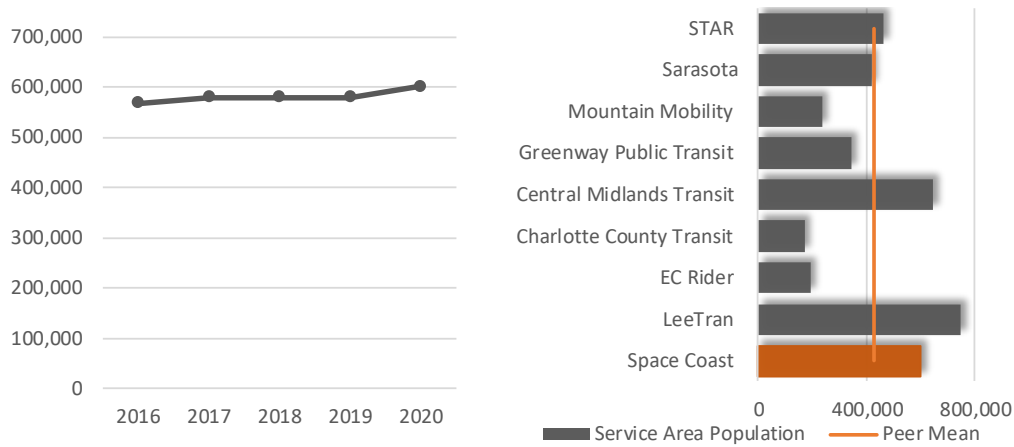 700,000
600,000
500,000
400,000
300,000
200,000
100,000
0
2016 2017 2018 2019 2020
STAR
Sarasota
Mountain Mobility
Greenway Public Transit
Central Midlands Transit
Charlotte County Transit
EC Rider
LeeTran
Space Coast
0 400,000 800,000
Service Area Population Peer Mean